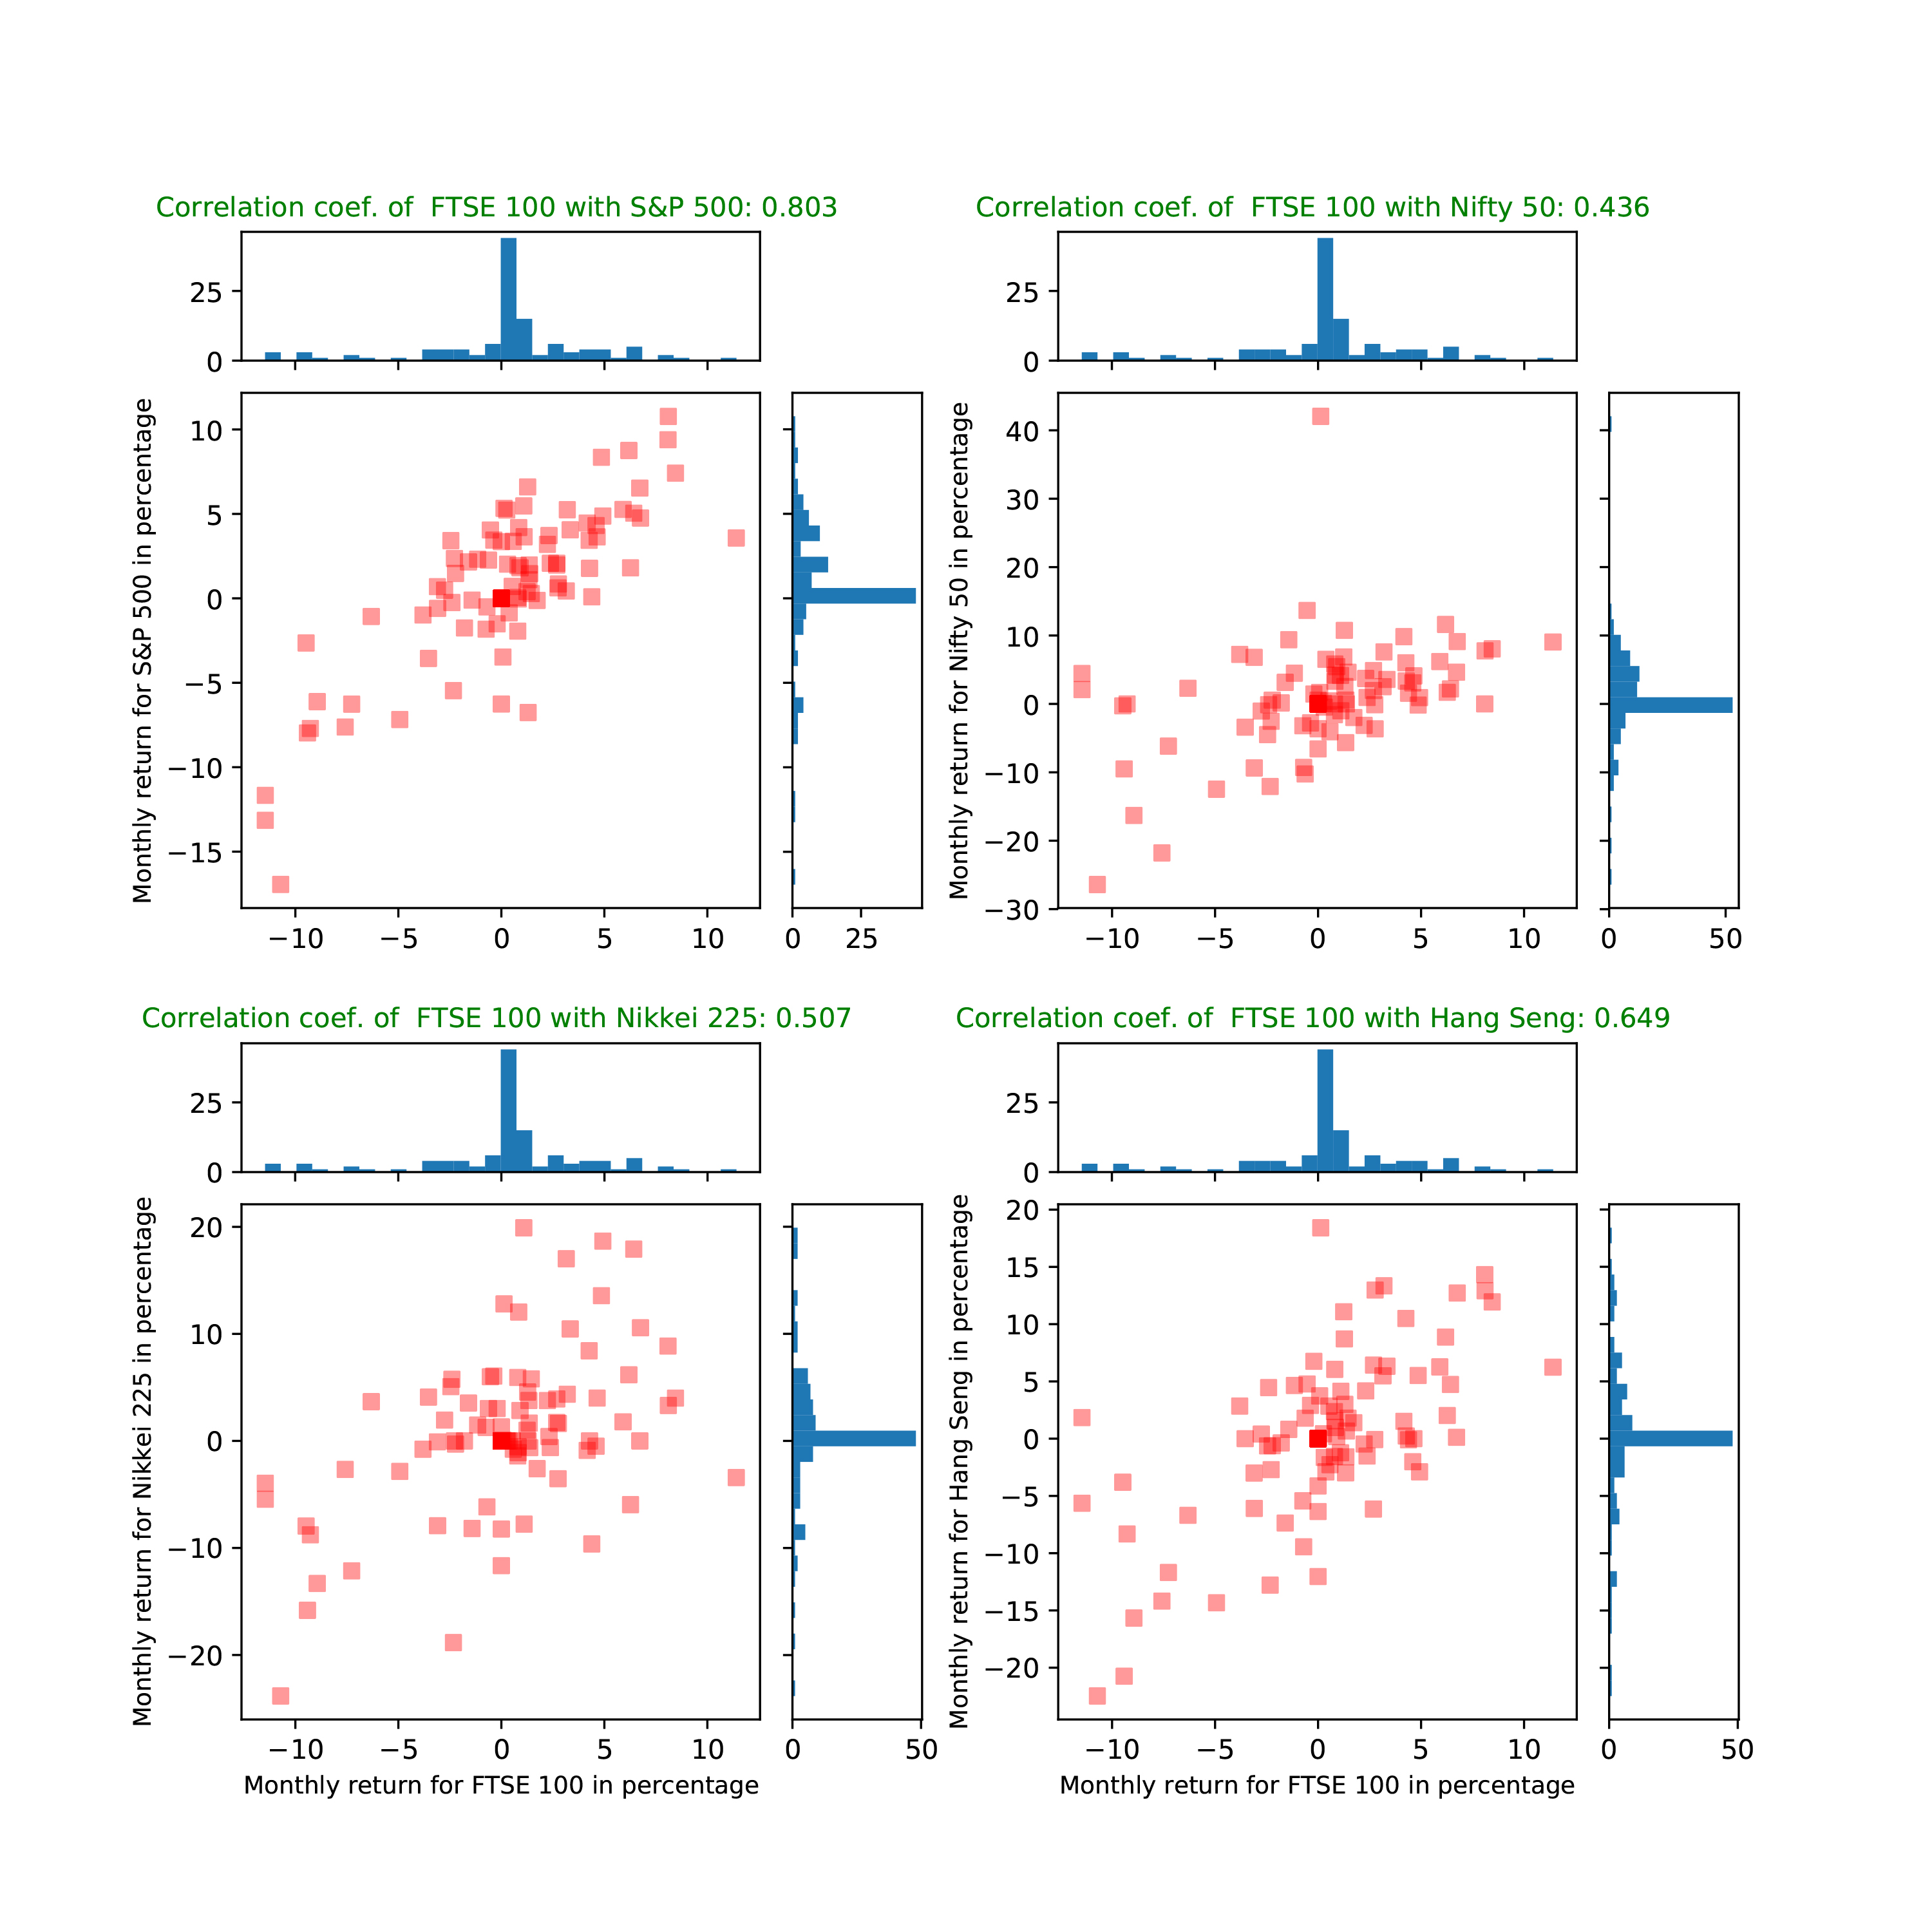 Correlation coef. of  FTSE 100 with S&P 500: 0.803
25
0
Monthly return for S&P 500 in percentage
10
5
0
−5
−10
−15
−10 −5 0 5 10
0 25
Correlation coef. of  FTSE 100 with Nifty 50: 0.436
25
0
Monthly return for Nifty 50 in percentage
40
30
20
10
0
−10
−20
−30
−10 −5 0 5 10
0 50
Correlation coef. of  FTSE 100 with Nikkei 225: 0.507
25
0
Monthly return for Nikkei 225 in percentage
20
10
0
−10
−20
−10 −5 0 5 10
0 50
Monthly return for FTSE 100 in percentage
Correlation coef. of  FTSE 100 with Hang Seng: 0.649
25
0
Monthly return for Hang Seng in percentage
20
15
10
5
0
−5
−10
−15
−20
−10 −5 0 5 10
0 50
Monthly return for FTSE 100 in percentage